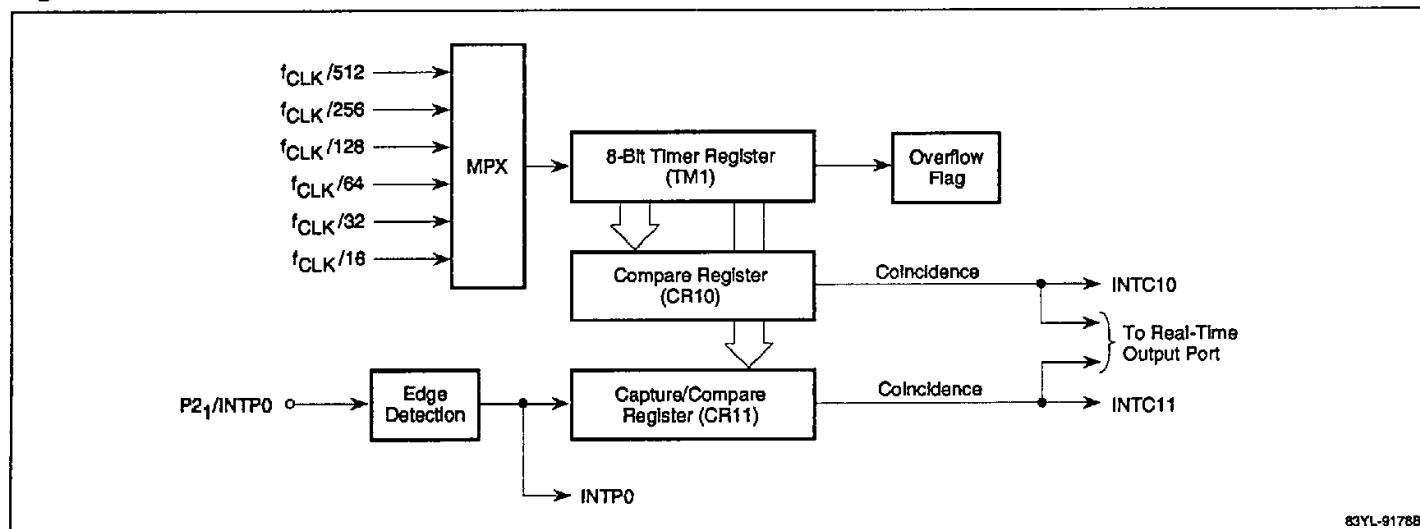 fCLK/512
fCLK/256
fCLK/128
fCLK/64
fCLK/32
fCLK/16
MPX
8-Bit Timer Register
(TM1)
Overflow
Flag
Compare Register
(CR10)
Coincidence
INTC10
To Real-Time
Output Port
P21/INTP0
Edge
Detection
Capture/Compare
Register (CR11)
Coincidence
INTC11
INTP0
83YL-9178B